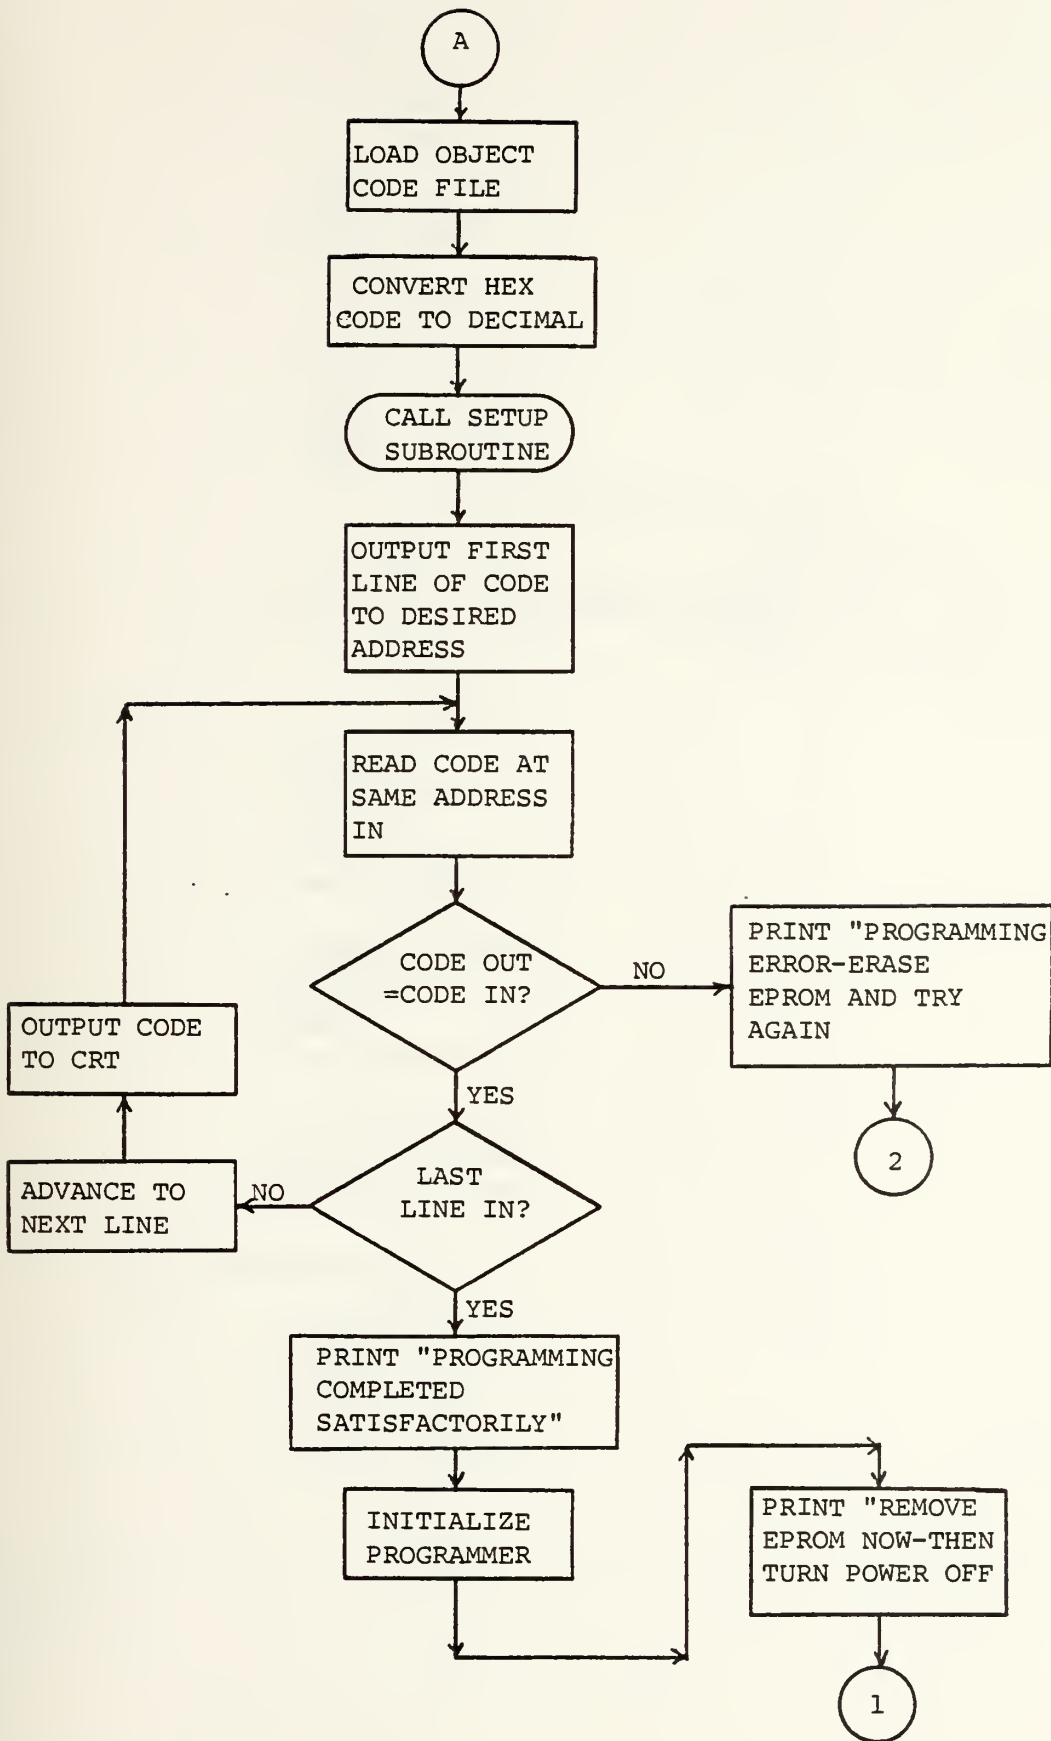 A
LOAD OBJECT
CODE FILE
CONVERT HEX
CODE TO DECIMAL
CALL SETUP
SUBROUTINE
OUTPUT FIRST
LINE OF CODE
TO DESIRED
ADDRESS
READ CODE AT
SAME ADDRESS
IN
CODE OUT
=CODE IN?
NO
PRINT "PROGRAMMING
ERROR-ERASE
EPROM AND TRY
AGAIN
2
YES
LAST
LINE IN?
NO
ADVANCE TO
NEXT LINE
OUTPUT CODE
TO CRT
YES
PRINT "PROGRAMMING
COMPLETED
SATISFACTORILY"
INITIALIZE
PROGRAMMER
PRINT "REMOVE
EPROM NOW-THEN
TURN POWER OFF
1